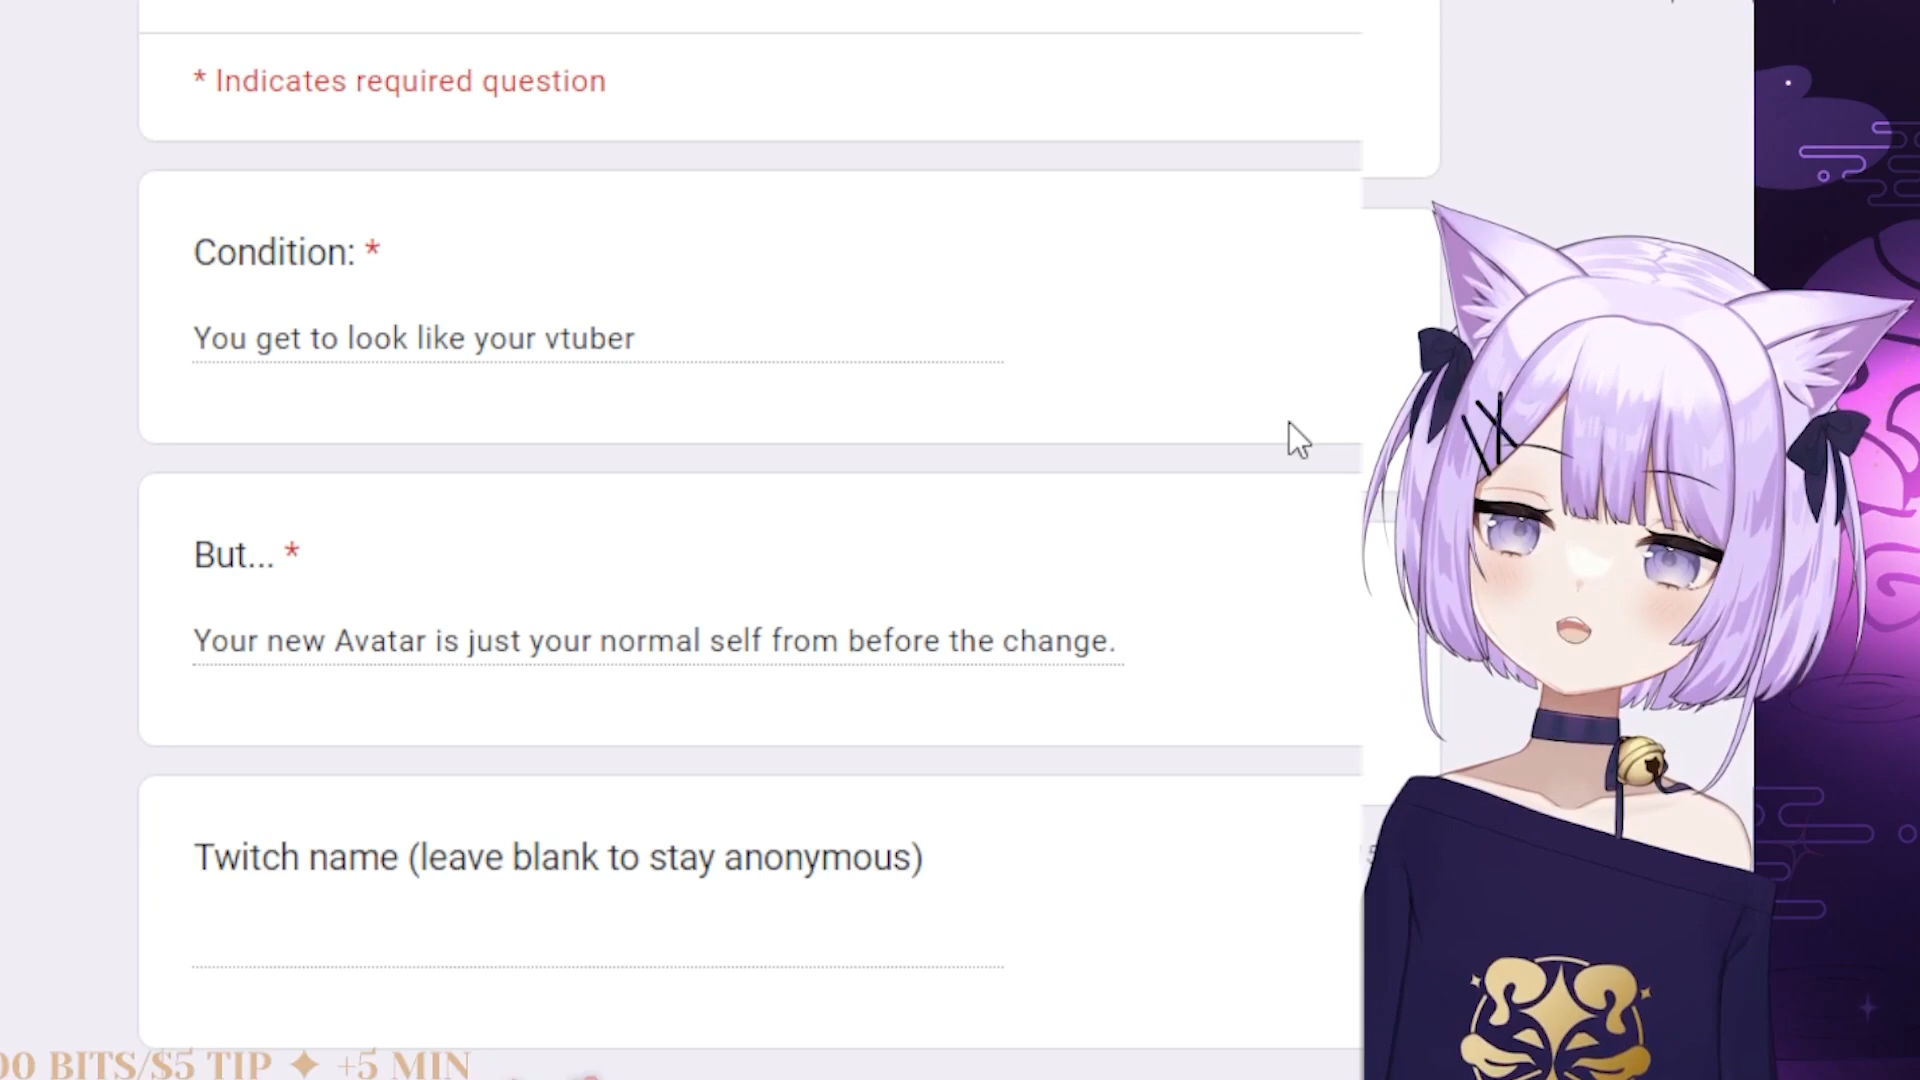 * Indicates required question
Condition: *
You get to look like your vtuber
But... *
Your new Avatar is just your normal self from before the change.
Twitch name (leave blank to stay anonymous)
00 BITS/$5 TIP ✦ +5 MIN